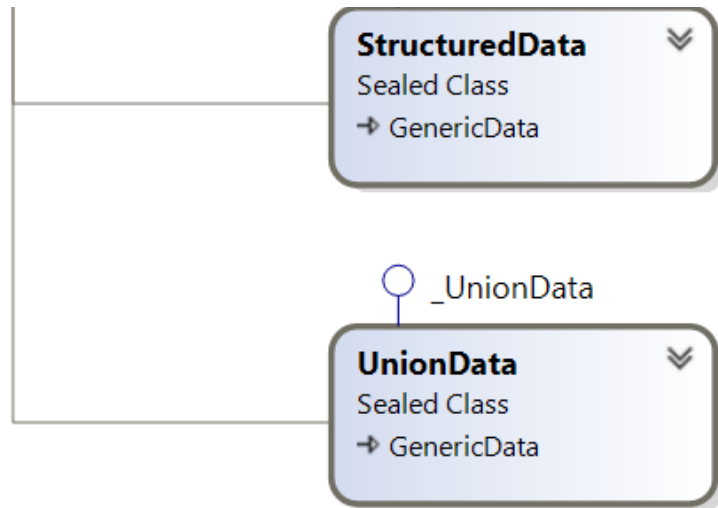 StructuredData
Sealed Class
GenericData
_UnionData
UnionData
Sealed Class
GenericData